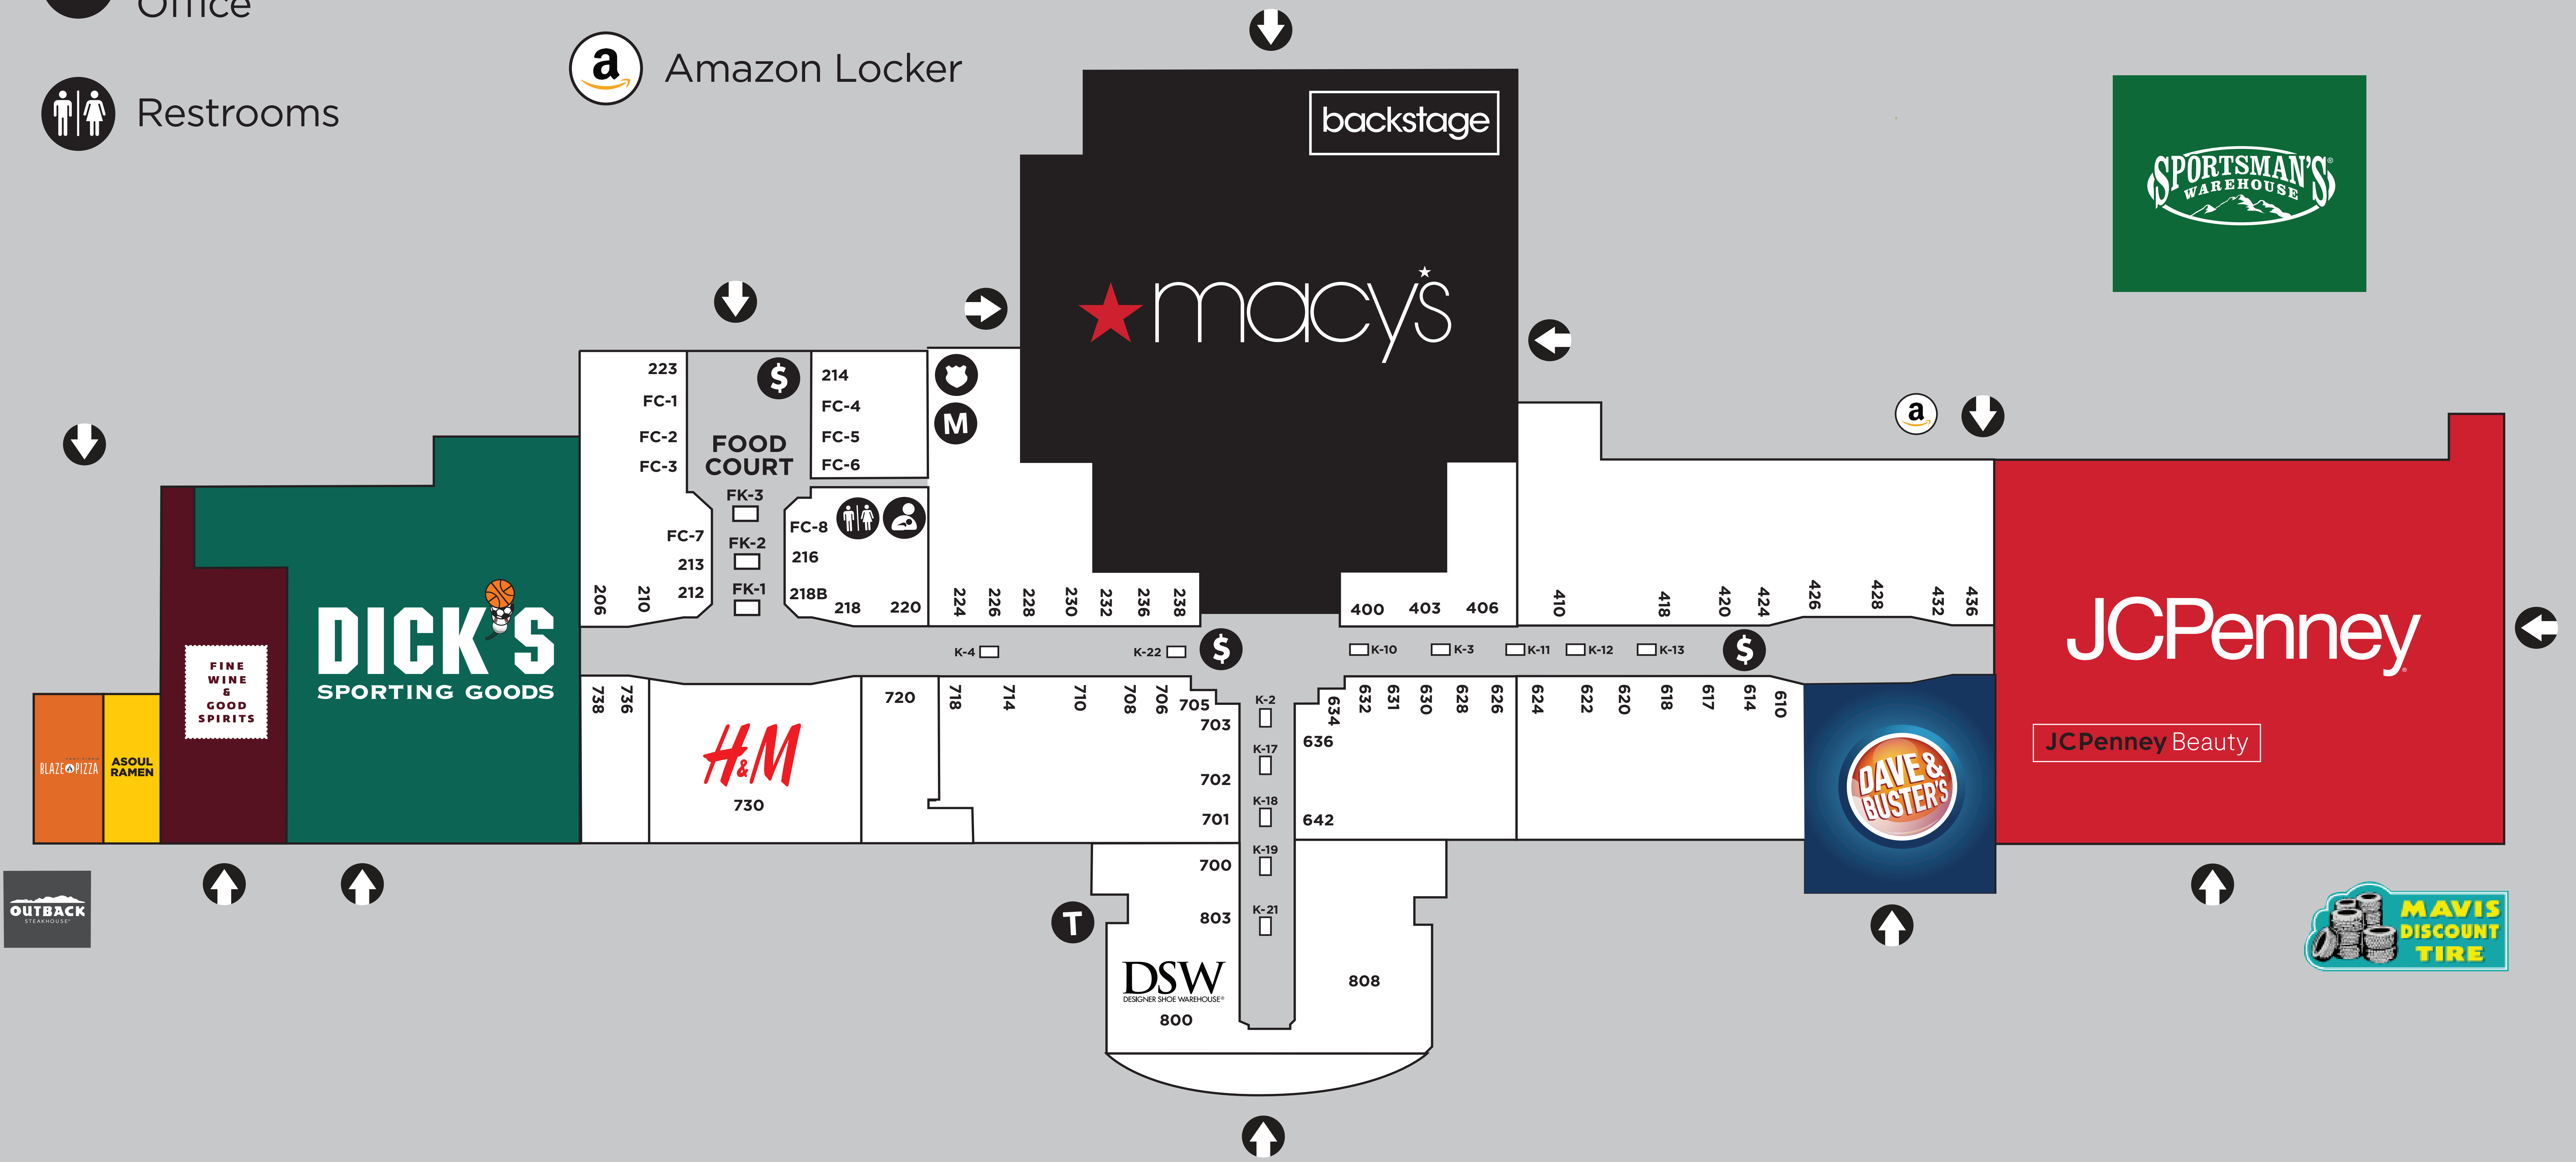 Office
Restrooms
a
Amazon Locker
backstage
macy's
SPORTSMAN'S®
WAREHOUSE
$
223
FC-1
FC-2
FC-3
FOOD
COURT
214
FC-4
FC-5
FC-6
M
FK-3
FK-2
FK-1
FC-7
213
212
206
210
FC-8
216
218B
218
220
224
226
228
230
232
236
238
400
403
406
410
418
420
424
426
428
432
436
a
K-4
K-22
$
K-10
K-3
K-11
K-12
K-13
$
JCPenney®
JCPenney Beauty
DICK'S
SPORTING GOODS
FINE
WINE
&
GOOD
SPIRITS
BLAZE PIZZA
ASOUL
RAMEN
OUTBACK
STEAKHOUSE®
738
736
H&M
730
720
718
714
710
708
706
705
703
702
701
700
803
K-2
K-17
K-18
K-19
K-21
634
636
642
632
631
630
628
626
624
622
620
618
617
614
610
DAVE &
BUSTER'S
T
DSW
DESIGNER SHOE WAREHOUSE®
800
808
MAVIS
DISCOUNT
TIRE